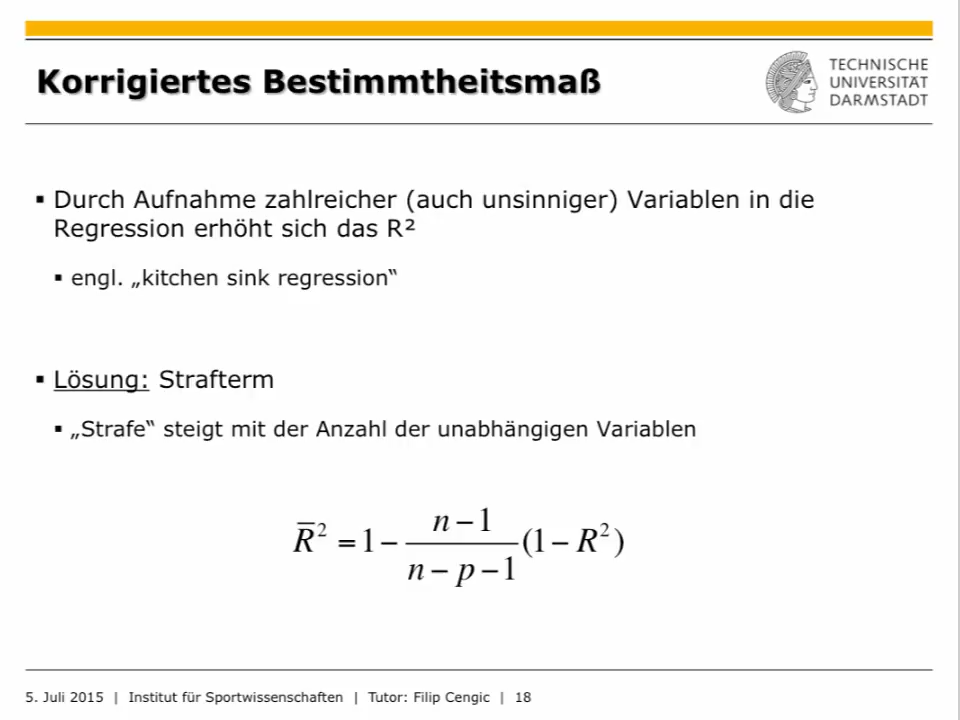 Korrigiertes Bestimmtheitsmaß
TECHNISCHE
UNIVERSITÄT
DARMSTADT
▪ Durch Aufnahme zahlreicher (auch unsinniger) Variablen in die
Regression erhöht sich das R²
▪ engl. „kitchen sink regression“
▪ Lösung: Strafterm
▪ „Strafe“ steigt mit der Anzahl der unabhängigen Variablen
R̅² = 1 − (n − 1)/(n − p − 1) (1 − R²)
5. Juli 2015 | Institut für Sportwissenschaften | Tutor: Filip Cengic | 18